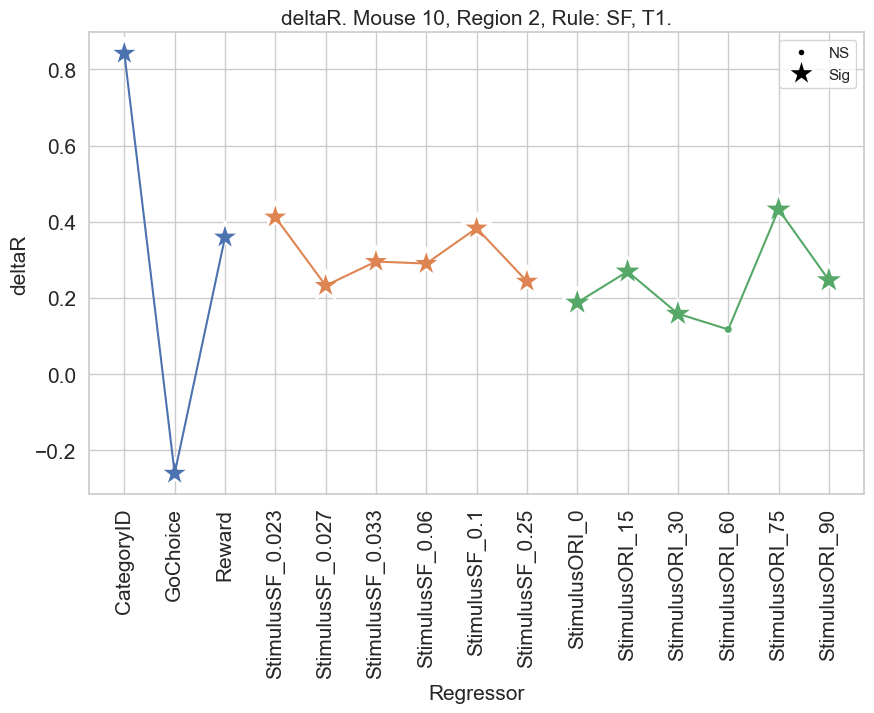 deltaR. Mouse 10, Region 2, Rule: SF, T1.
NS
Sig
0.8
0.6
0.4
0.2
0.0
−0.2
deltaR
CategoryID
GoChoice
Reward
StimulusSF_0.023
StimulusSF_0.027
StimulusSF_0.033
StimulusSF_0.06
StimulusSF_0.1
StimulusSF_0.25
StimulusORI_0
StimulusORI_15
StimulusORI_30
StimulusORI_60
StimulusORI_75
StimulusORI_90
Regressor